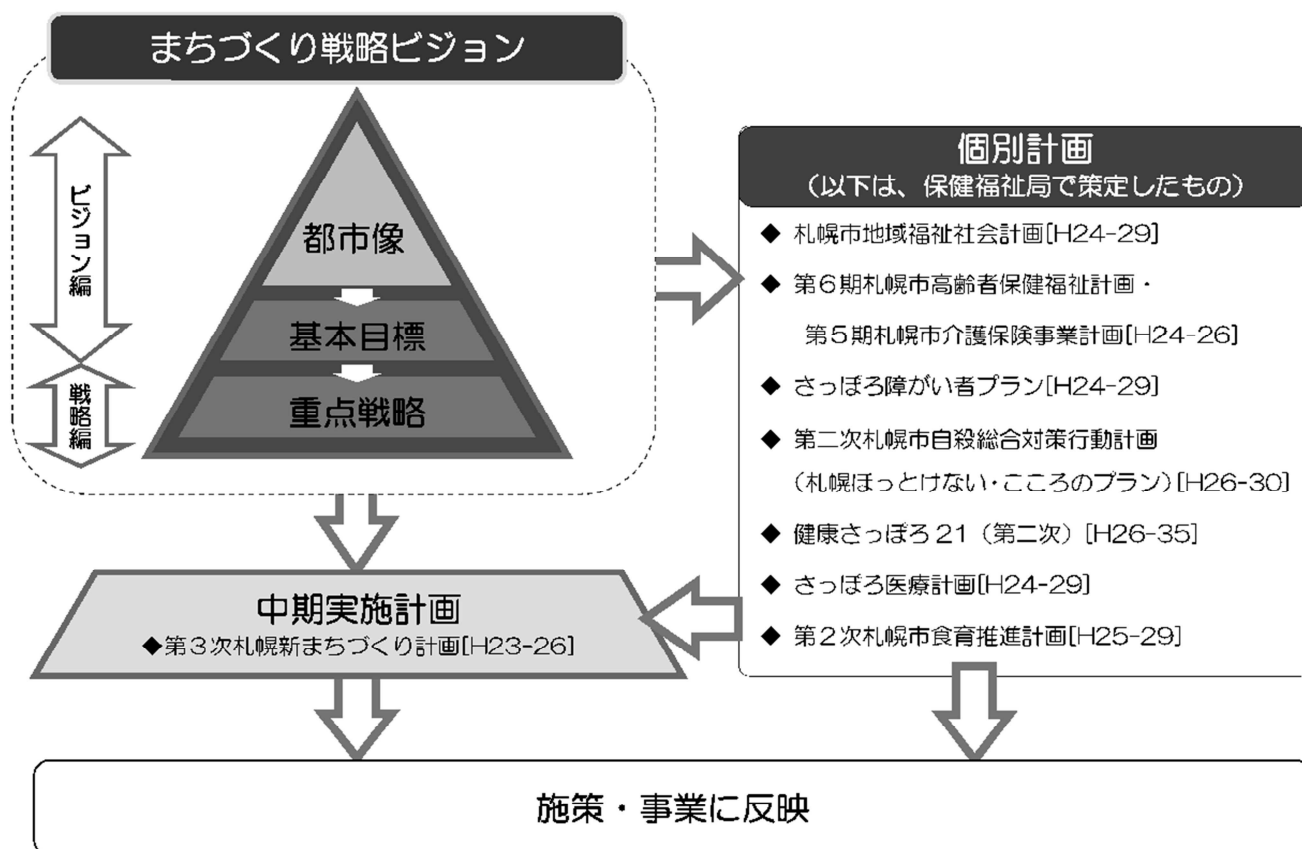 まちづくり戦略ビジョン
ビジョン編
戦略編
都市像
基本目標
重点戦略
個別計画
（以下は、保健福祉局で策定したもの）
◆ 札幌市地域福祉社会計画[H24-29]
◆ 第６期札幌市高齢者保健福祉計画・
第５期札幌市介護保険事業計画[H24-26]
◆ さっぽろ障がい者プラン[H24-29]
◆ 第二次札幌市自殺総合対策行動計画
（札幌ほっとけない・こころのプラン）[H26-30]
◆ 健康さっぽろ 21（第二次）[H26-35]
◆ さっぽろ医療計画[H24-29]
◆ 第２次札幌市食育推進計画[H25-29]
中期実施計画
◆第３次札幌新まちづくり計画[H23-26]
施策・事業に反映